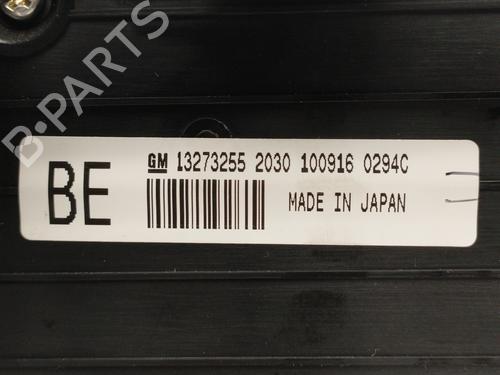 B-PARTS
BE
GM 13273255 2030 100916 0294C
MADE IN JAPAN